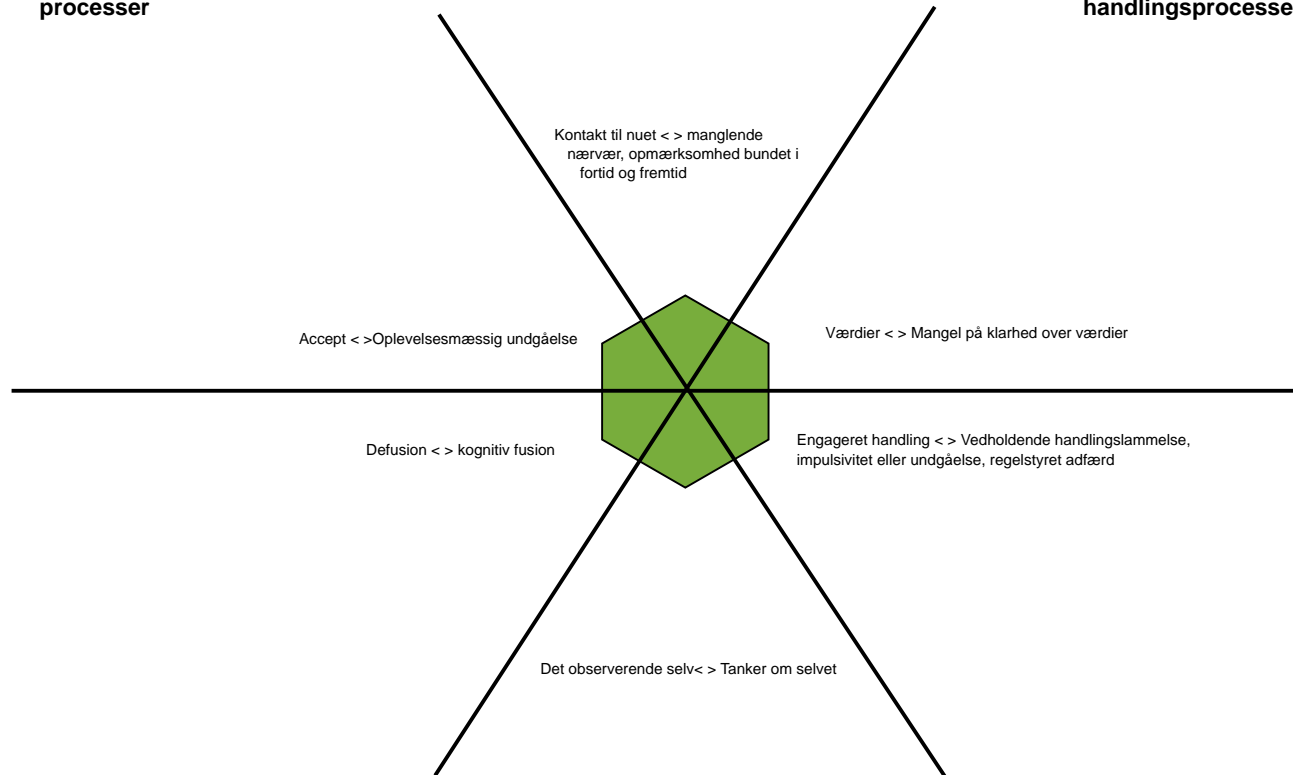 processer
handlingsprocesse
Kontakt til nuet < > manglende
nærvær, opmærksomhed bundet i
fortid og fremtid
Accept < >Oplevelsesmæssig undgåelse
Værdier < > Mangel på klarhed over værdier
Defusion < > kognitiv fusion
Engageret handling < > Vedholdende handlingslammelse,
impulsivitet eller undgåelse, regelstyret adfærd
Det observerende selv< > Tanker om selvet